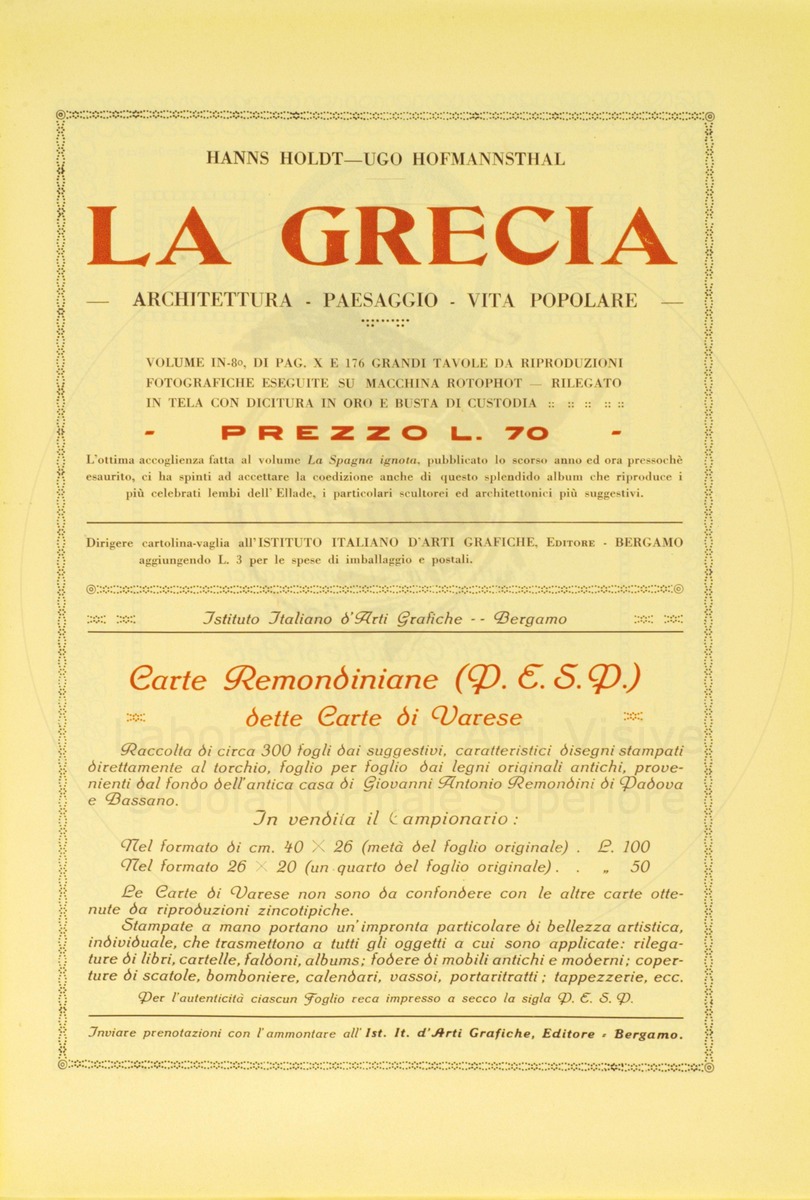 HANNS HOLDT—UGO HOFMANNSTHAL
LA GRECIA
— ARCHITETTURA - PAESAGGIO - VITA POPOLARE —
VOLUME IN-8º, DI PAG. X E 176 GRANDI TAVOLE DA RIPRODUZIONI
FOTOGRAFICHE ESEGUITE SU MACCHINA ROTOPHOT — RILEGATO
IN TELA CON DICITURA IN ORO E BUSTA DI CUSTODIA :: :: :: :: ::
- PREZZO L. 70 -
L'ottima accoglienza fatta al volume La Spagna ignota, pubblicato lo scorso anno ed ora pressochè
esaurito, ci ha spinti ad accettare la coedizione anche di questo splendido album che riproduce i
più celebrati lembi dell'Ellade, i particolari scultorei ed architettonici più suggestivi.
Dirigere cartolina-vaglia all'ISTITUTO ITALIANO D'ARTI GRAFICHE, EDITORE - BERGAMO
aggiungendo L. 3 per le spese di imballaggio e postali.
Istituto Italiano d'Arti Grafiche -- Bergamo
Carte Remondiniane (P. E. S. P.)
dette Carte di Varese
Raccolta di circa 300 fogli dai suggestivi, caratteristici disegni stampati
direttamente al torchio, foglio per foglio dai legni originali antichi, prove-
nienti dal fondo dell'antica casa di Giovanni Antonio Remondini di Padova
e Bassano.
In vendita il Campionario :
Nel formato di cm. 40 × 26 (metà del foglio originale) . L. 100
Nel formato 26 × 20 (un quarto del foglio originale) . . „ 50
Le Carte di Varese non sono da confondere con le altre carte otte-
nute da riproduzioni zincotipiche.
Stampate a mano portano un'impronta particolare di bellezza artistica,
individuale, che trasmettono a tutti gli oggetti a cui sono applicate: rilega-
ture di libri, cartelle, faldoni, albums; fodere di mobili antichi e moderni; coper-
ture di scatole, bomboniere, calendari, vassoi, portaritratti ; tappezzerie, ecc.
Per l'autenticità ciascun Foglio reca impresso a secco la sigla P. E. S. P.
Inviare prenotazioni con l'ammontare all'Ist. It. d'Arti Grafiche, Editore - Bergamo.